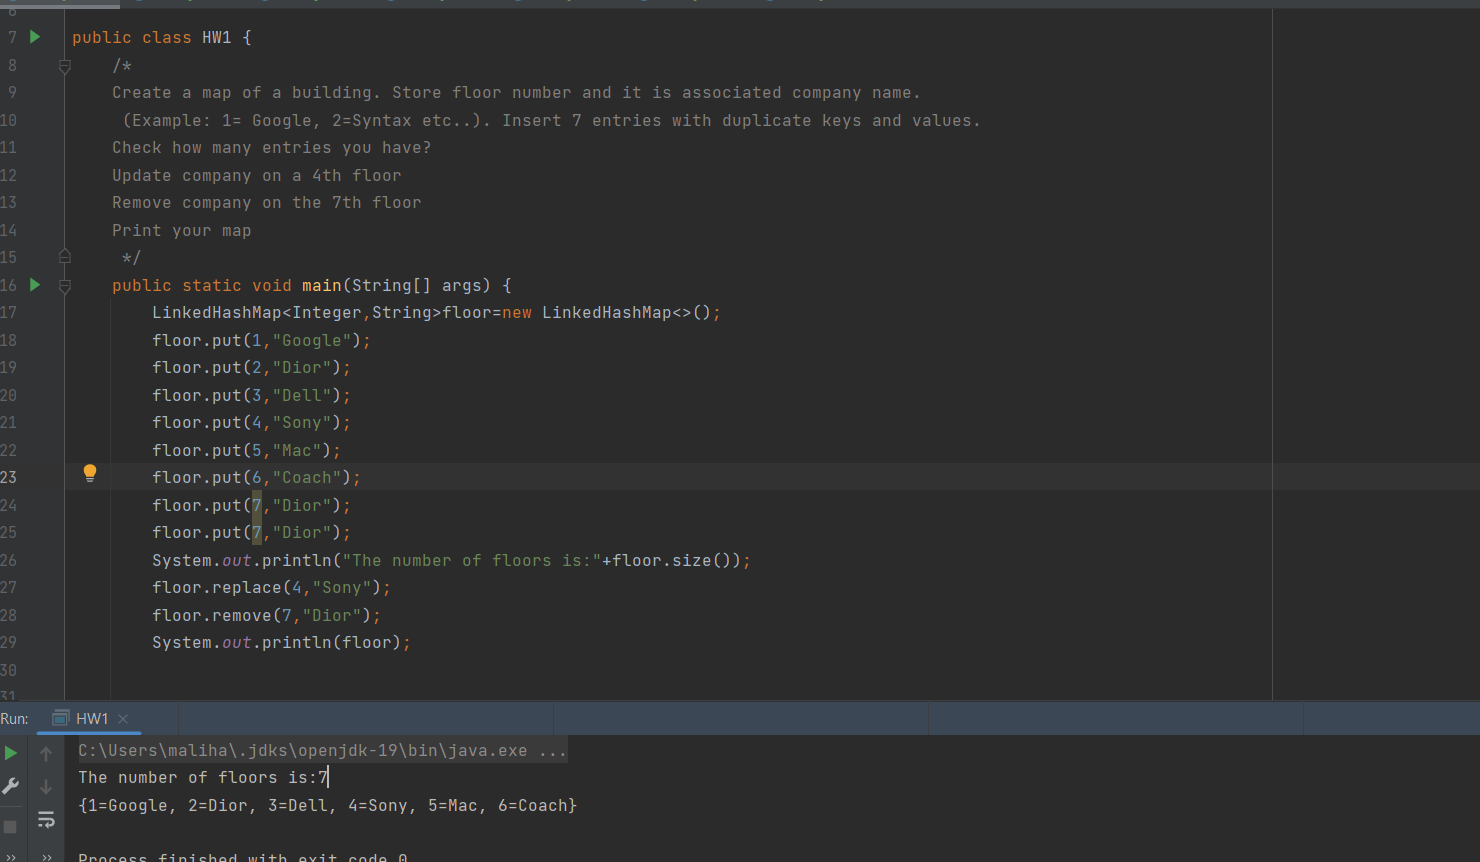 6
7 public class HW1 {
8 /*
9 Create a map of a building. Store floor number and it is associated company name.
10 (Example: 1= Google, 2=Syntax etc..). Insert 7 entries with duplicate keys and values.
11 Check how many entries you have?
12 Update company on a 4th floor
13 Remove company on the 7th floor
14 Print your map
15 */
16 public static void main(String[] args) {
17 LinkedHashMap<Integer,String>floor=new LinkedHashMap<>();
18 floor.put(1,"Google");
19 floor.put(2,"Dior");
20 floor.put(3,"Dell");
21 floor.put(4,"Sony");
22 floor.put(5,"Mac");
23 floor.put(6,"Coach");
24 floor.put(7,"Dior");
25 floor.put(7,"Dior");
26 System.out.println("The number of floors is:"+floor.size());
27 floor.replace(4,"Sony");
28 floor.remove(7,"Dior");
29 System.out.println(floor);
30
31
Run: HW1
C:\Users\maliha\.jdks\openjdk-19\bin\java.exe ...
The number of floors is:7
{1=Google, 2=Dior, 3=Dell, 4=Sony, 5=Mac, 6=Coach}
Process finished with exit code 0